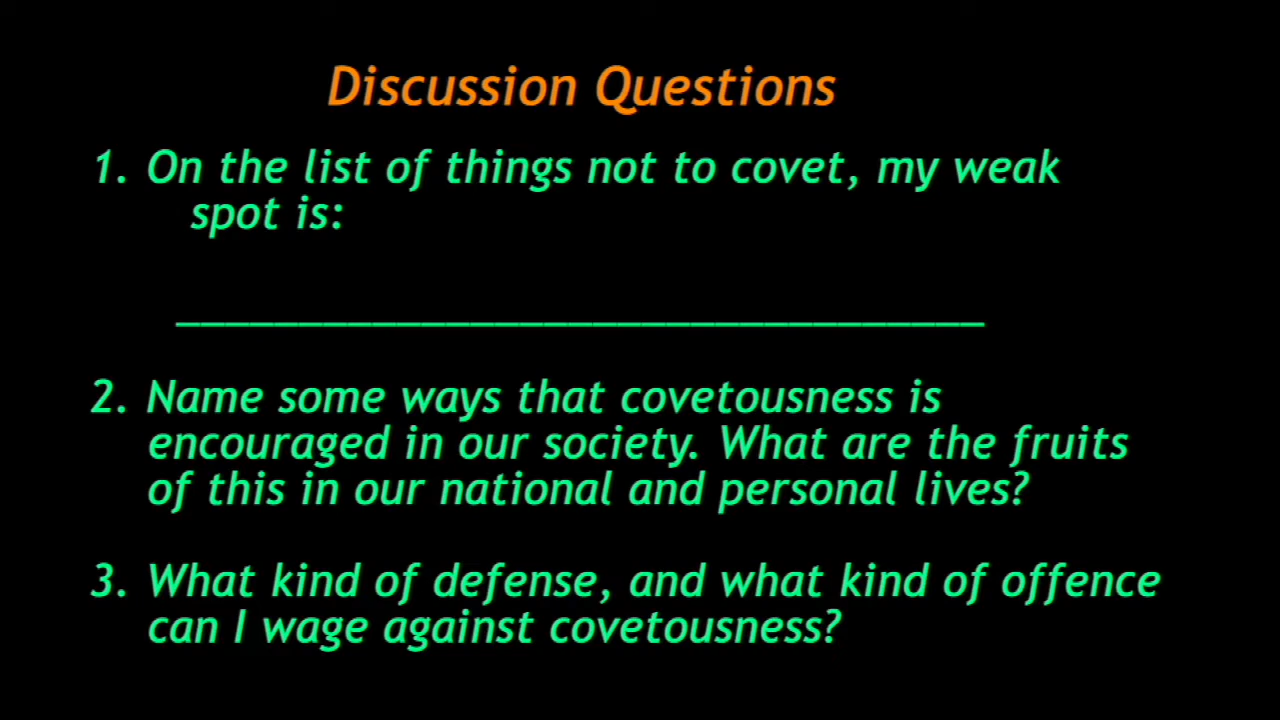 Discussion Questions
1. On the list of things not to covet, my weak
spot is:
_________________________________
2. Name some ways that covetousness is
encouraged in our society. What are the fruits
of this in our national and personal lives?
3. What kind of defense, and what kind of offence
can I wage against covetousness?